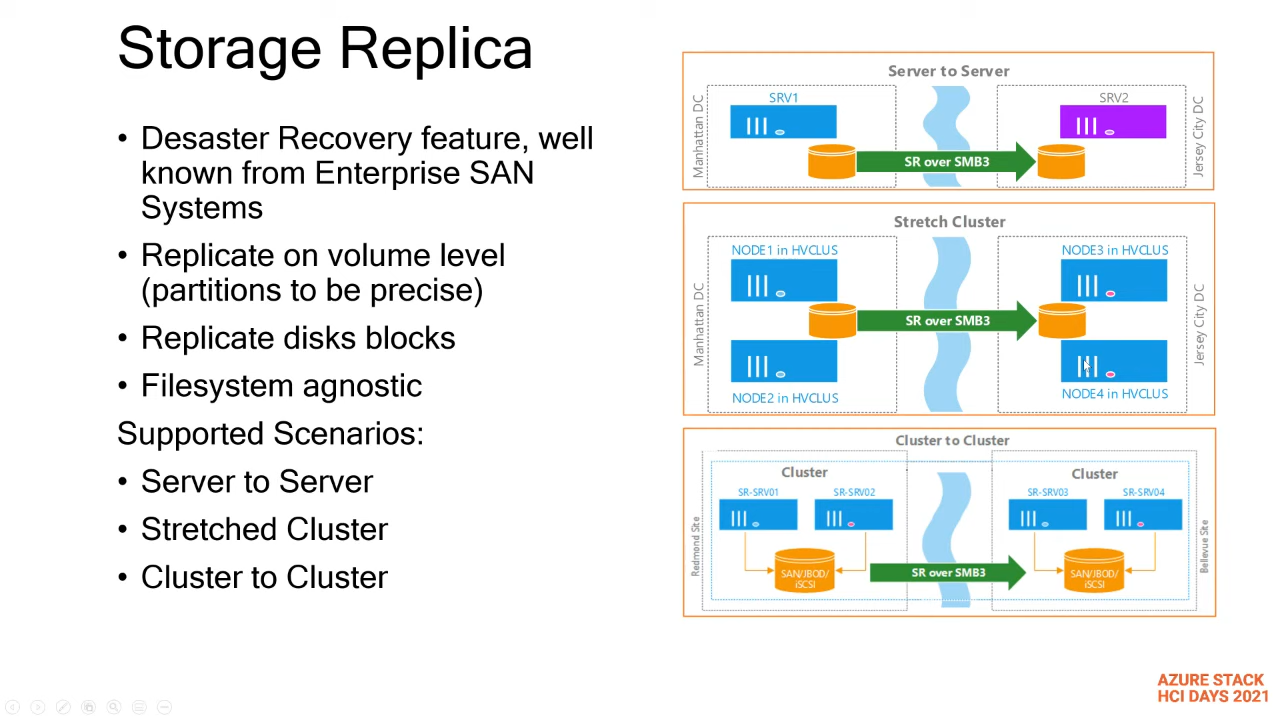 Storage Replica
• Desaster Recovery feature, well
known from Enterprise SAN
Systems
• Replicate on volume level
(partitions to be precise)
• Replicate disks blocks
• Filesystem agnostic
Supported Scenarios:
• Server to Server
• Stretched Cluster
• Cluster to Cluster
Server to Server
Manhattan DC
SRV1
SR over SMB3
SRV2
Jersey City DC
Stretch Cluster
Manhattan DC
NODE1 in HVCLUS
NODE2 in HVCLUS
SR over SMB3
NODE3 in HVCLUS
NODE4 in HVCLUS
Jersey City DC
Cluster to Cluster
Redmond Site
Cluster
SR-SRV01
SR-SRV02
SAN/JBOD/
iSCSI
SR over SMB3
Cluster
SR-SRV03
SR-SRV04
SAN/JBOD/
iSCSI
Bellevue Site
AZURE STACK
HCI DAYS 2021